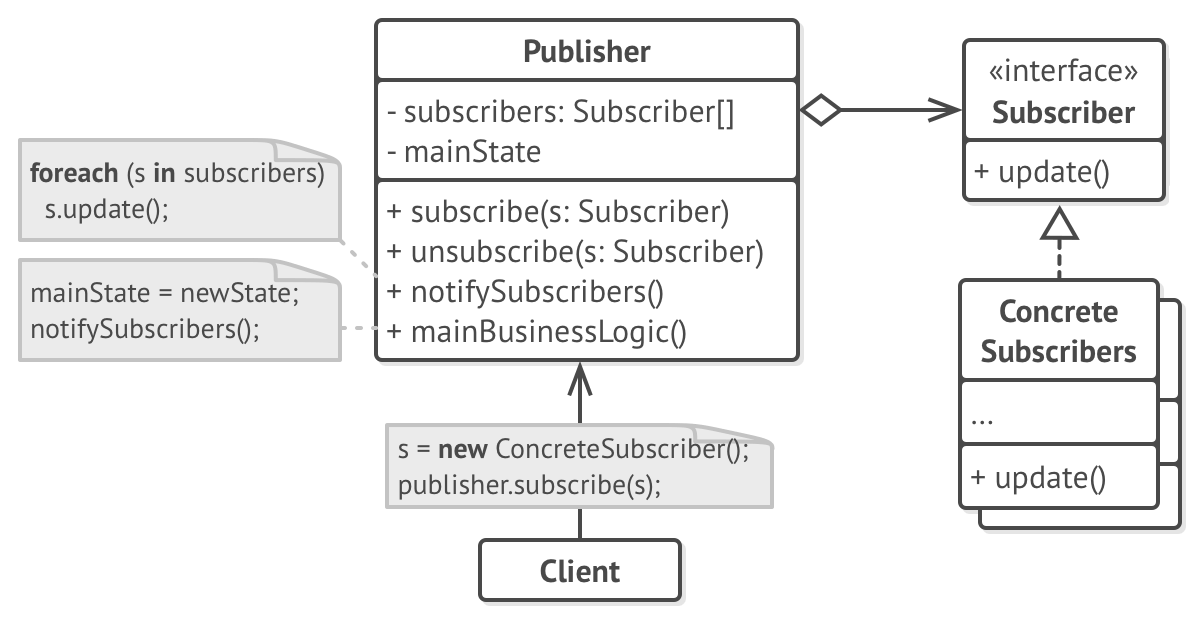 Publisher
- subscribers: Subscriber[]
- mainState
+ subscribe(s: Subscriber)
+ unsubscribe(s: Subscriber)
+ notifySubscribers()
+ mainBusinessLogic()
foreach (s in subscribers)
s.update();
mainState = newState;
notifySubscribers();
«interface»
Subscriber
+ update()
Concrete
Subscribers
...
+ update()
s = new ConcreteSubscriber();
publisher.subscribe(s);
Client